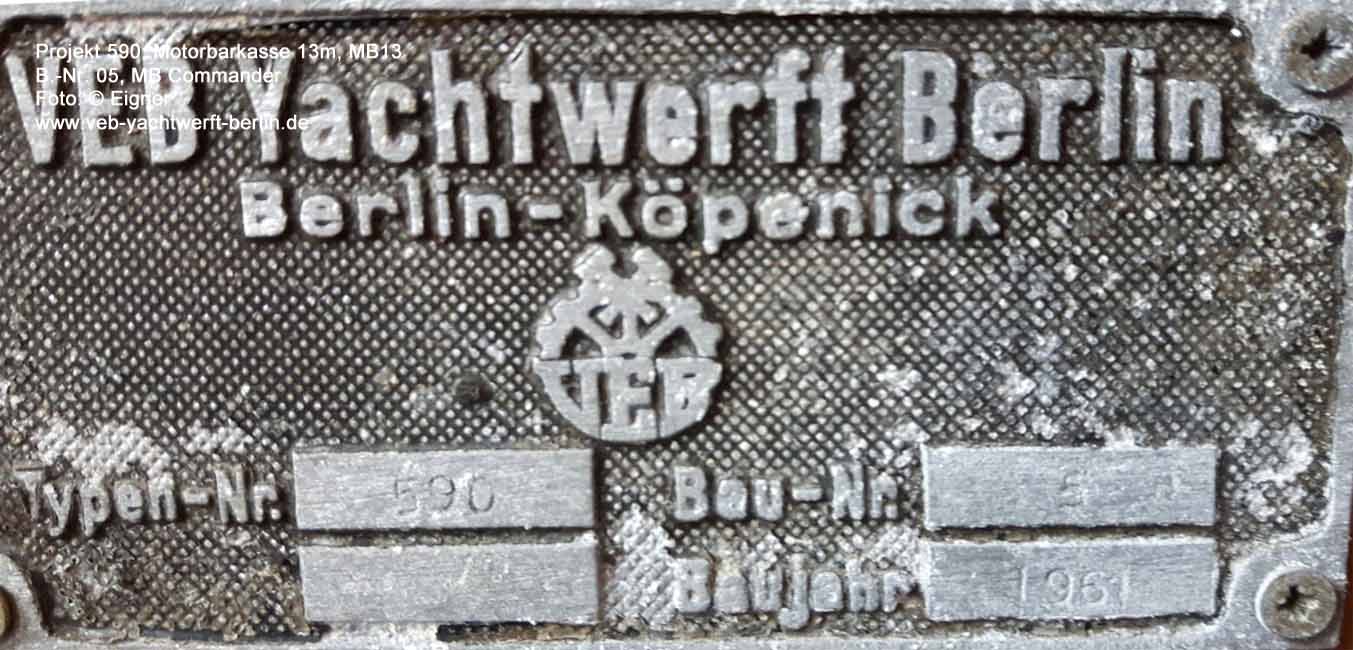 Projekt 590, Motorbarkasse 13m, MB13.
B.-Nr. 05, MB Commander
Foto: © Eigner
www.veb-yachtwerft-berlin.de
VEB Yachtwerft Berlin
Berlin-Köpenick
VEB
Typen-Nr. 590
Bau-Nr. 5
Baujahr 1961